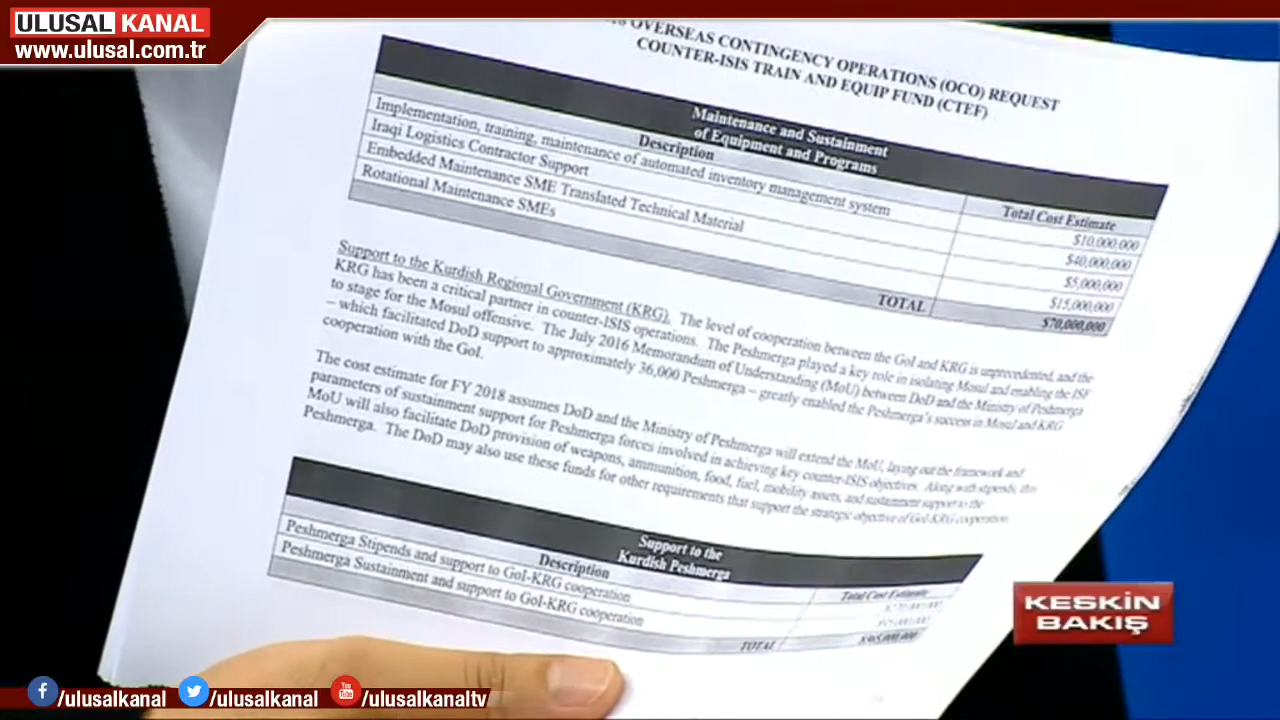 ULUSAL KANAL
www.ulusal.com.tr
OVERSEAS CONTINGENCY OPERATIONS (OCO) REQUEST
COUNTER-ISIS TRAIN AND EQUIP FUND (CTEF)
Maintenance and Sustainment
of Equipment and Programs
Description
Total Cost Estimate
Implementation, training, maintenance of automated inventory management system
$10,000,000
Iraqi Logistics Contractor Support
$40,000,000
Embedded Maintenance SME Translated Technical Material
$5,000,000
Rotational Maintenance SMEs
$15,000,000
TOTAL
$70,000,000
Support to the Kurdish Regional Government (KRG). The level of cooperation between the GoI and KRG is unprecedented, and the
KRG has been a critical partner in counter-ISIS operations. The Peshmerga played a key role in isolating Mosul and enabling the ISF
to stage for the Mosul offensive. The July 2016 Memorandum of Understanding (MoU) between DoD and the Ministry of Peshmerga
– which facilitated DoD support to approximately 36,000 Peshmerga – greatly enabled the Peshmerga's success in Mosul and KRG
cooperation with the GoI.
The cost estimate for FY 2018 assumes DoD and the Ministry of Peshmerga will extend the MoU, laying out the framework and
parameters of sustainment support for Peshmerga forces involved in achieving key counter-ISIS objectives. Along with stipends, this
MoU will also facilitate DoD provision of weapons, ammunition, food, fuel, mobility assets, and sustainment support to the
Peshmerga. The DoD may also use these funds for other requirements that support the strategic objective of GoI-KRG cooperation.
Support to the
Kurdish Peshmerga
Description
Total Cost Estimate
Peshmerga Stipends and support to GoI-KRG cooperation
Peshmerga Sustainment and support to GoI-KRG cooperation
TOTAL
KESKİN
BAKIŞ
/ulusalkanal
/ulusalkanal
/ulusalkanaltv